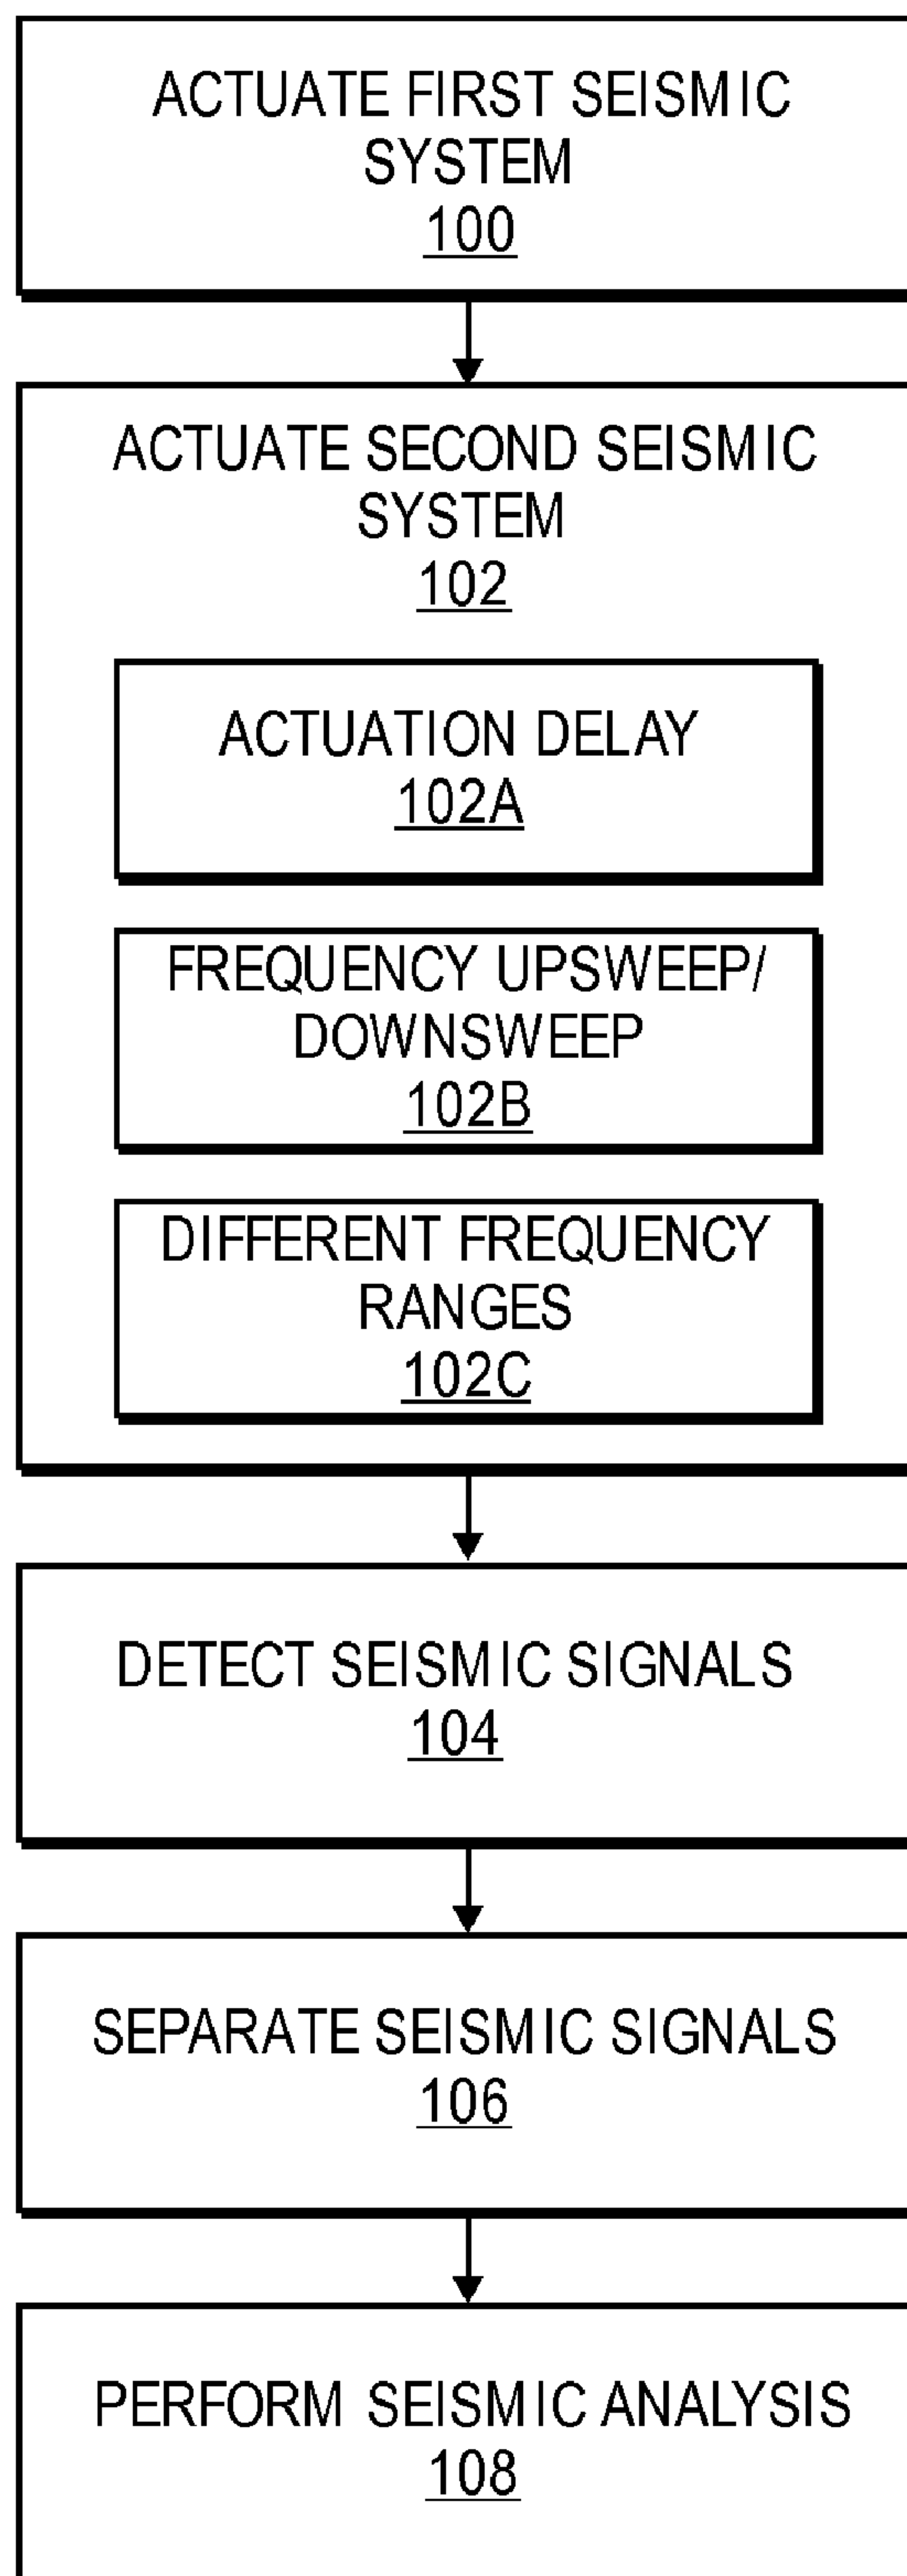 ACTUATE FIRST SEISMIC
SYSTEM
100
ACTUATE SECOND SEISMIC
SYSTEM
102
ACTUATION DELAY
102A
FREQUENCY UPSWEEP/
DOWNSWEEP
102B
DIFFERENT FREQUENCY
RANGES
102C
DETECT SEISMIC SIGNALS
104
SEPARATE SEISMIC SIGNALS
106
PERFORM SEISMIC ANALYSIS
108